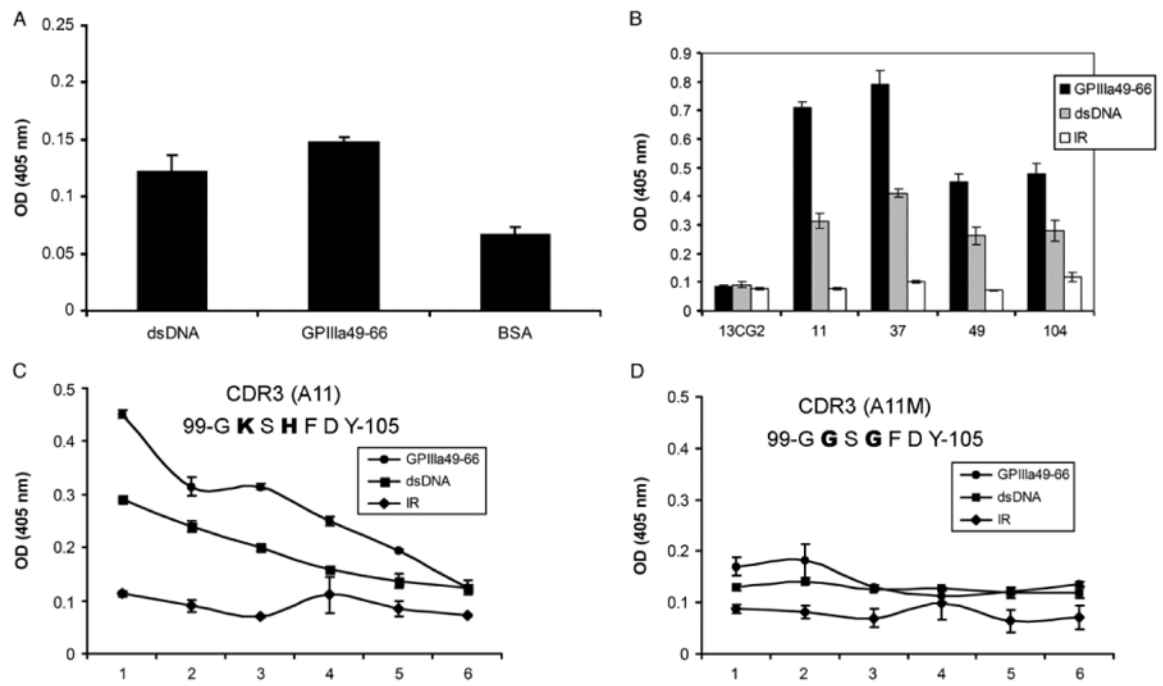 A
0.25
0.2
0.15
0.1
0.05
0
OD (405 nm)
dsDNA
GPIIIa49-66
BSA
B
0.9
0.8
0.7
0.6
0.5
0.4
0.3
0.2
0.1
0
OD (405 nm)
GPIIIa49-66
dsDNA
IR
13CG2
11
37
49
104
C
CDR3 (A11)
99-G K S H F D Y-105
0.5
0.4
0.3
0.2
0.1
0
OD (405 nm)
GPIIIa49-66
dsDNA
IR
1 2 3 4 5 6
D
CDR3 (A11M)
99-G G S G F D Y-105
0.5
0.4
0.3
0.2
0.1
0
OD (405 nm)
GPIIIa49-66
dsDNA
IR
1 2 3 4 5 6